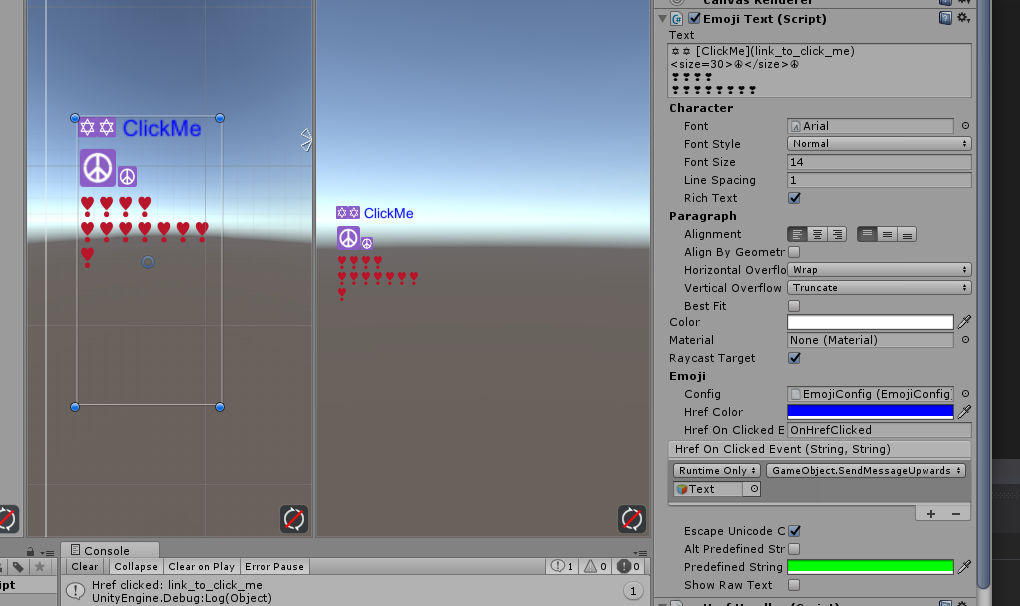 Canvas Renderer
Emoji Text (Script)
Text
✡✡ [ClickMe](link_to_click_me)
<size=30>☮</size>☮
❣❣❣❣
❣❣❣❣❣❣❣❣
Character
Font Arial
Font Style Normal
Font Size 14
Line Spacing 1
Rich Text
Paragraph
Alignment
Align By Geometr
Horizontal Overflo Wrap
Vertical Overflow Truncate
Best Fit
Color
Material None (Material)
Raycast Target
Emoji
Config EmojiConfig (EmojiConfig)
Href Color
Href On Clicked E OnHrefClicked
Href On Clicked Event (String, String)
Runtime Only GameObject.SendMessageUpwards
Text
+ −
Escape Unicode C
Alt Predefined Str
Predefined String
Show Raw Text
ClickMe
ClickMe
Console
Clear Collapse Clear on Play Error Pause 1 0 0
Href clicked: link_to_click_me
UnityEngine.Debug:Log(Object)
1
ipt